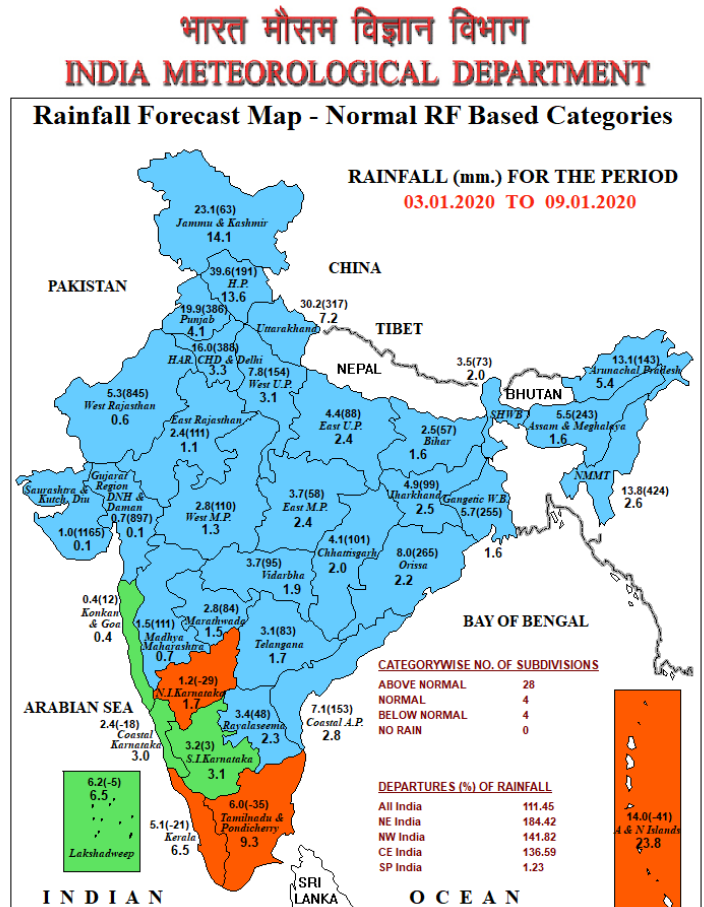 भारत मौसम विज्ञान विभाग
INDIA METEOROLOGICAL DEPARTMENT
Rainfall Forecast Map - Normal RF Based Categories
RAINFALL (mm.) FOR THE PERIOD
03.01.2020 TO 09.01.2020
23.1(63)
Jammu & Kashmir
14.1
CHINA
39.6(191)
H.P.
13.6
PAKISTAN
19.9(386)
Punjab
4.1
30.2(317)
7.2
Uttarakhand
TIBET
16.0(388)
HAR. CHD & Delhi
3.3
7.8(154)
West U.P.
3.1
NEPAL
3.5(73)
2.0
13.1(143)
Arunachal Pradesh
5.4
BHUTAN
5.3(845)
West Rajasthan
0.6
East Rajasthan
2.4(111)
1.1
4.4(88)
East U.P.
2.4
2.5(57)
Bihar
1.6
SHWB
5.5(243)
Assam & Meghalaya
1.6
Saurashtra &
Kutch, Diu
1.0(1165)
0.1
Gujarat
Region
DNH &
Daman
0.7(897)
0.1
2.8(110)
West M.P.
1.3
3.7(58)
East M.P.
2.4
4.9(99)
Jharkhand
2.5
Gangetic W.B.
5.7(255)
1.6
NMMT
13.8(424)
2.6
4.1(101)
Chhattisgarh
2.0
8.0(265)
Orissa
2.2
3.7(95)
Vidarbha
1.9
0.4(12)
Konkan
& Goa
0.4
1.5(111)
Madhya
Maharashtra
0.7
2.8(84)
Marathwada
1.5
3.1(83)
Telangana
1.7
BAY OF BENGAL
CATEGORYWISE NO. OF SUBDIVISIONS
ABOVE NORMAL 28
NORMAL 4
BELOW NORMAL 4
NO RAIN 0
1.2(-29)
N.I.Karnataka
1.7
ARABIAN SEA
2.4(-18)
Coastal
Karnataka
3.0
3.2(3)
S.I.Karnataka
3.1
3.4(48)
Rayalaseema
2.3
7.1(153)
Coastal A.P.
2.8
6.2(-5)
6.5
Lakshadweep
5.1(-21)
Kerala
6.5
6.0(-35)
Tamilnadu &
Pondicherry
9.3
DEPARTURES (%) OF RAINFALL
All India 111.45
NE India 184.42
NW India 141.82
CE India 136.59
SP India 1.23
14.0(-41)
A & N Islands
23.8
SRI
LANKA
INDIAN OCEAN